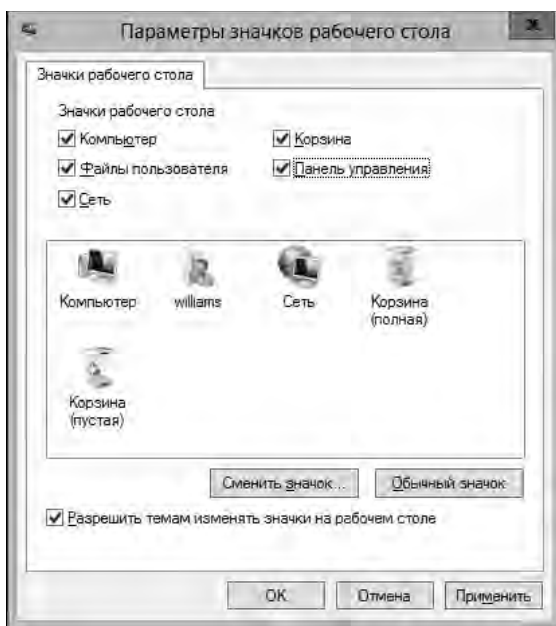 Параметры значков рабочего стола
Значки рабочего стола
Значки рабочего стола
Компьютер
Корзина
Файлы пользователя
Панель управления
Сеть
Компьютер
williams
Сеть
Корзина
(полная)
Корзина
(пустая)
Сменить значок...
Обычный значок
Разрешить темам изменять значки на рабочем столе
ОК
Отмена
Применить